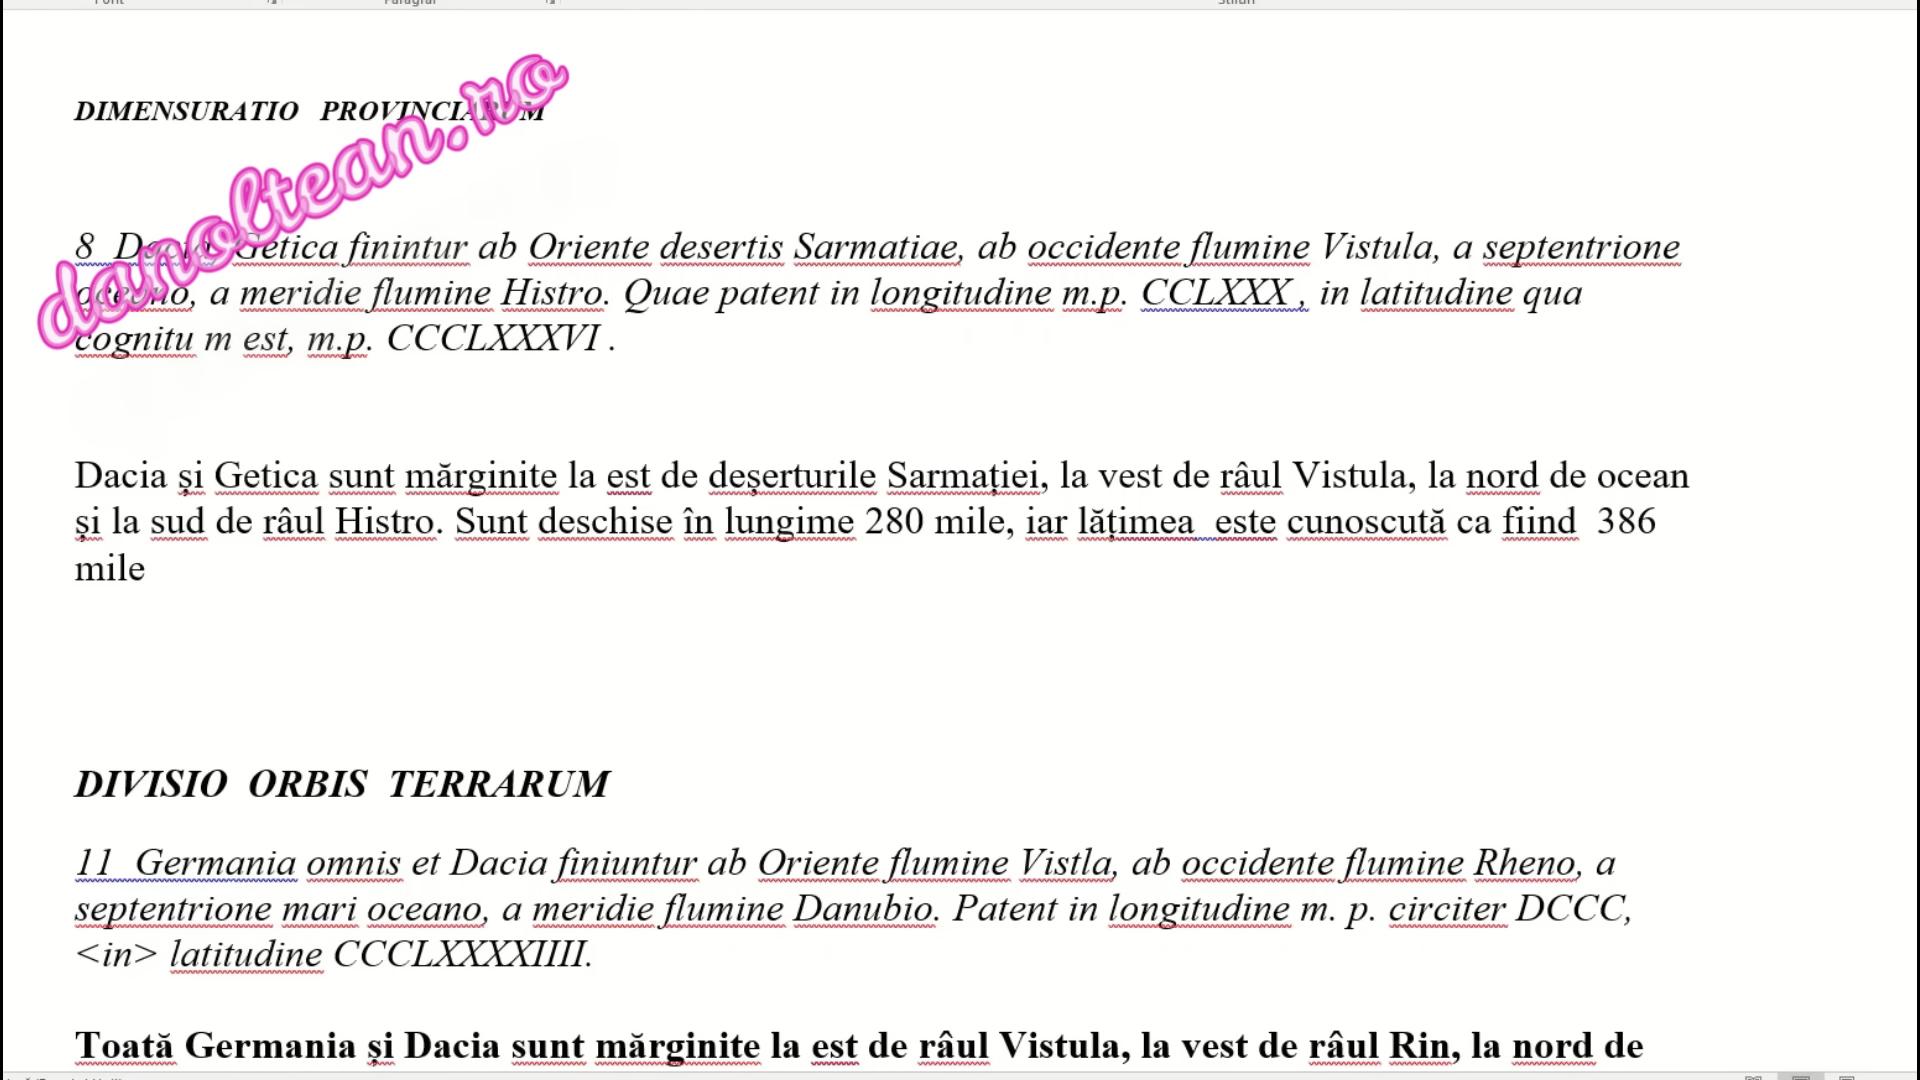 DIMENSURATIO PROVINCIARUM
danoltean.ro
8 Dacia, Getica finintur ab Oriente desertis Sarmatiae, ab occidente flumine Vistula, a septentrione
oceano, a meridie flumine Histro. Quae patent in longitudine m.p. CCLXXX , in latitudine qua
cognitu m est, m.p. CCCLXXXVI .
Dacia și Getica sunt mărginite la est de deșerturile Sarmației, la vest de râul Vistula, la nord de ocean
și la sud de râul Histro. Sunt deschise în lungime 280 mile, iar lățimea este cunoscută ca fiind 386
mile
DIVISIO ORBIS TERRARUM
11 Germania omnis et Dacia finiuntur ab Oriente flumine Vistla, ab occidente flumine Rheno, a
septentrione mari oceano, a meridie flumine Danubio. Patent in longitudine m. p. circiter DCCC,
<in> latitudine CCCLXXXXIIII.
Toată Germania și Dacia sunt mărginite la est de râul Vistula, la vest de râul Rin, la nord de